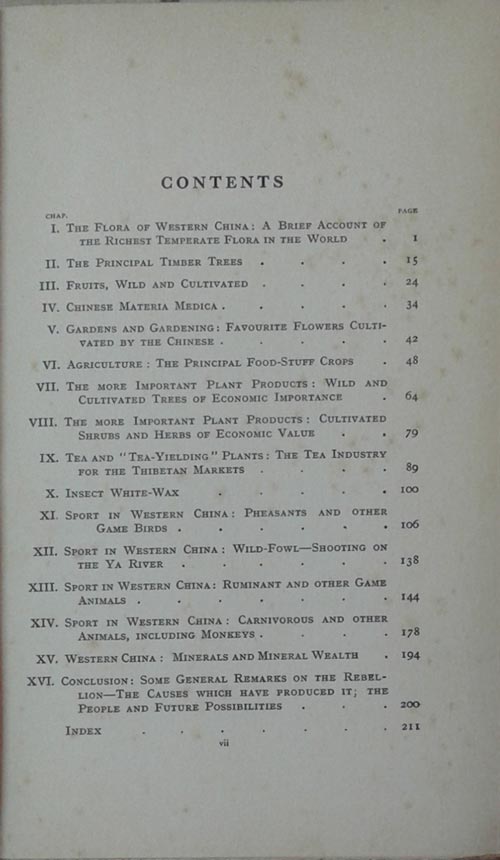 CONTENTS
CHAP. PAGE
I. The Flora of Western China: A Brief Account of
the Richest Temperate Flora in the World . 1
II. The Principal Timber Trees . . . . 15
III. Fruits, Wild and Cultivated . . . . 24
IV. Chinese Materia Medica . . . . . 34
V. Gardens and Gardening: Favourite Flowers Culti-
vated by the Chinese . . . . . 42
VI. Agriculture: The Principal Food-Stuff Crops . 48
VII. The more Important Plant Products: Wild and
Cultivated Trees of Economic Importance . 64
VIII. The more Important Plant Products: Cultivated
Shrubs and Herbs of Economic Value . . 79
IX. Tea and "Tea-Yielding" Plants: The Tea Industry
for the Thibetan Markets . . . . 89
X. Insect White-Wax . . . . . 100
XI. Sport in Western China: Pheasants and other
Game Birds . . . . . . 106
XII. Sport in Western China: Wild-Fowl—Shooting on
the Ya River . . . . . . 138
XIII. Sport in Western China: Ruminant and other Game
Animals . . . . . . . 144
XIV. Sport in Western China: Carnivorous and other
Animals, including Monkeys . . . . 178
XV. Western China: Minerals and Mineral Wealth . 194
XVI. Conclusion: Some General Remarks on the Rebel-
lion—The Causes which have produced it; the
People and Future Possibilities . . . 200
Index . . . . . . . 211
vii